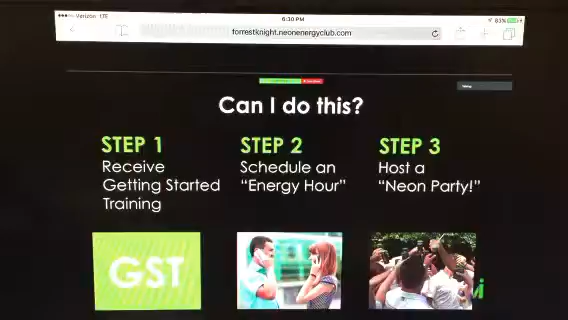 Verizon LTE
6:30 PM
83%
forrestknight.neonenergyclub.com
Can I do this?
STEP 1
Receive
Getting Started
Training
STEP 2
Schedule an
“Energy Hour”
STEP 3
Host a
“Neon Party!”
GST